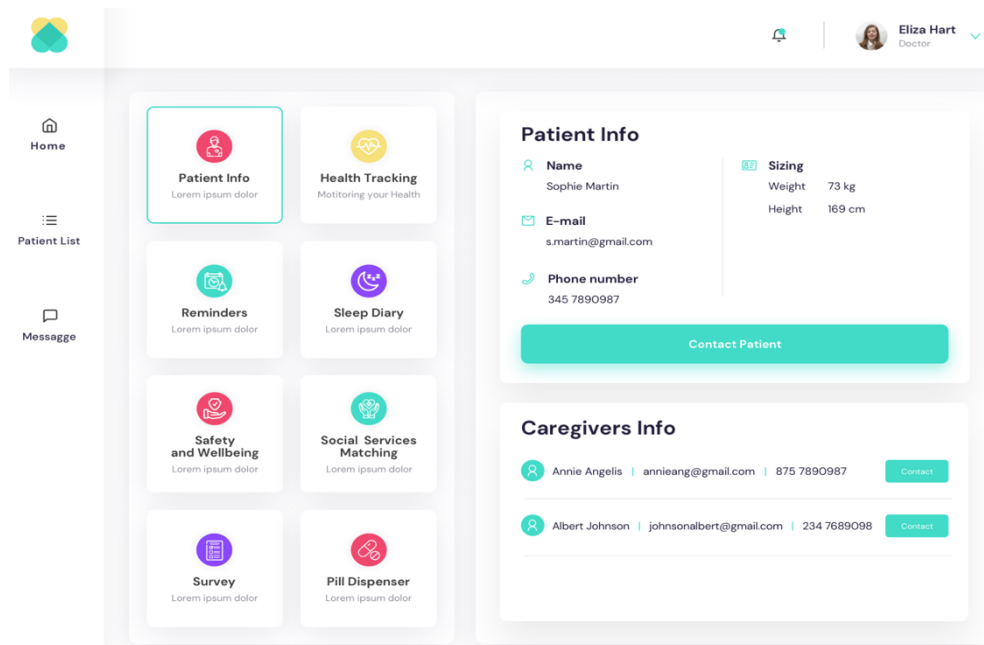 Eliza Hart
Doctor
Home
Patient List
Messagge
Patient Info
Lorem ipsum dolor
Health Tracking
Motitoring your Health
Reminders
Lorem ipsum dolor
Sleep Diary
Lorem ipsum dolor
Safety
and Wellbeing
Lorem ipsum dolor
Social Services
Matching
Lorem ipsum dolor
Survey
Lorem ipsum dolor
Pill Dispenser
Lorem ipsum dolor
Patient Info
Name
Sophie Martin
E-mail
s.martin@gmail.com
Phone number
345 7890987
Sizing
Weight 73 kg
Height 169 cm
Contact Patient
Caregivers Info
Annie Angelis | annieang@gmail.com | 875 7890987 Contact
Albert Johnson | johnsonalbert@gmail.com | 234 7689098 Contact